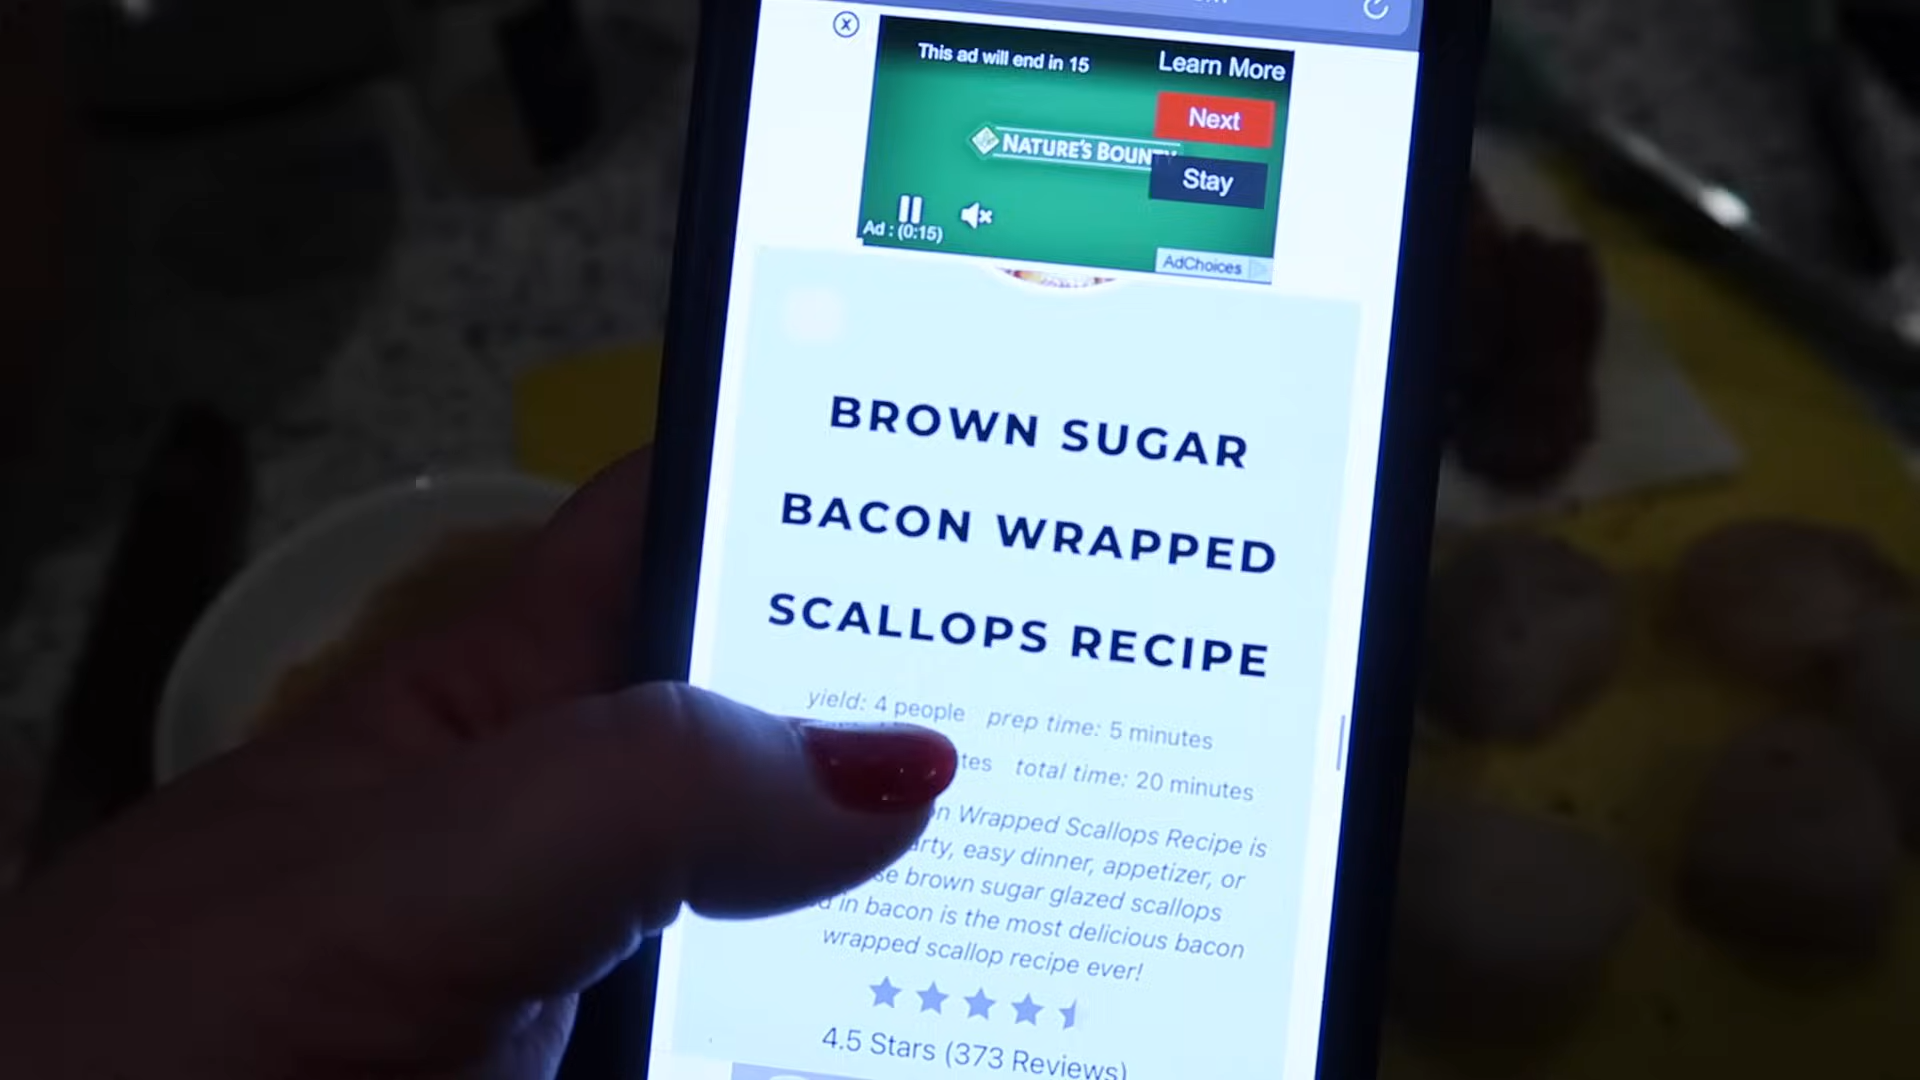 This ad will end in 15
Learn More
Next
NATURE'S BOUNTY
Stay
Ad : (0:15)
AdChoices
BROWN SUGAR
BACON WRAPPED
SCALLOPS RECIPE
yield: 4 people prep time: 5 minutes
total time: 20 minutes
Wrapped Scallops Recipe is
easy dinner, appetizer, or
brown sugar glazed scallops
in bacon is the most delicious bacon
wrapped scallop recipe ever!
4.5 Stars (373 Reviews)